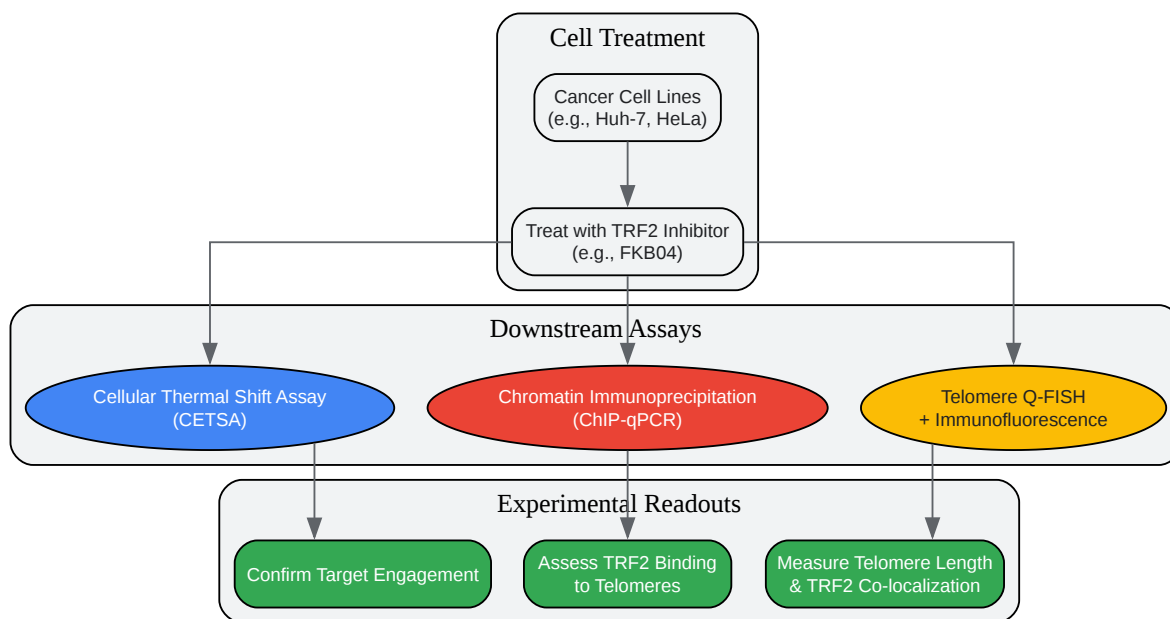 Cell Treatment
Cancer Cell Lines
(e.g., Huh-7, HeLa)
Treat with TRF2 Inhibitor
(e.g., FKB04)
Downstream Assays
Cellular Thermal Shift Assay
(CETSA)
Chromatin Immunoprecipitation
(ChIP-qPCR)
Telomere Q-FISH
+ Immunofluorescence
Experimental Readouts
Confirm Target Engagement
Assess TRF2 Binding
to Telomeres
Measure Telomere Length
& TRF2 Co-localization